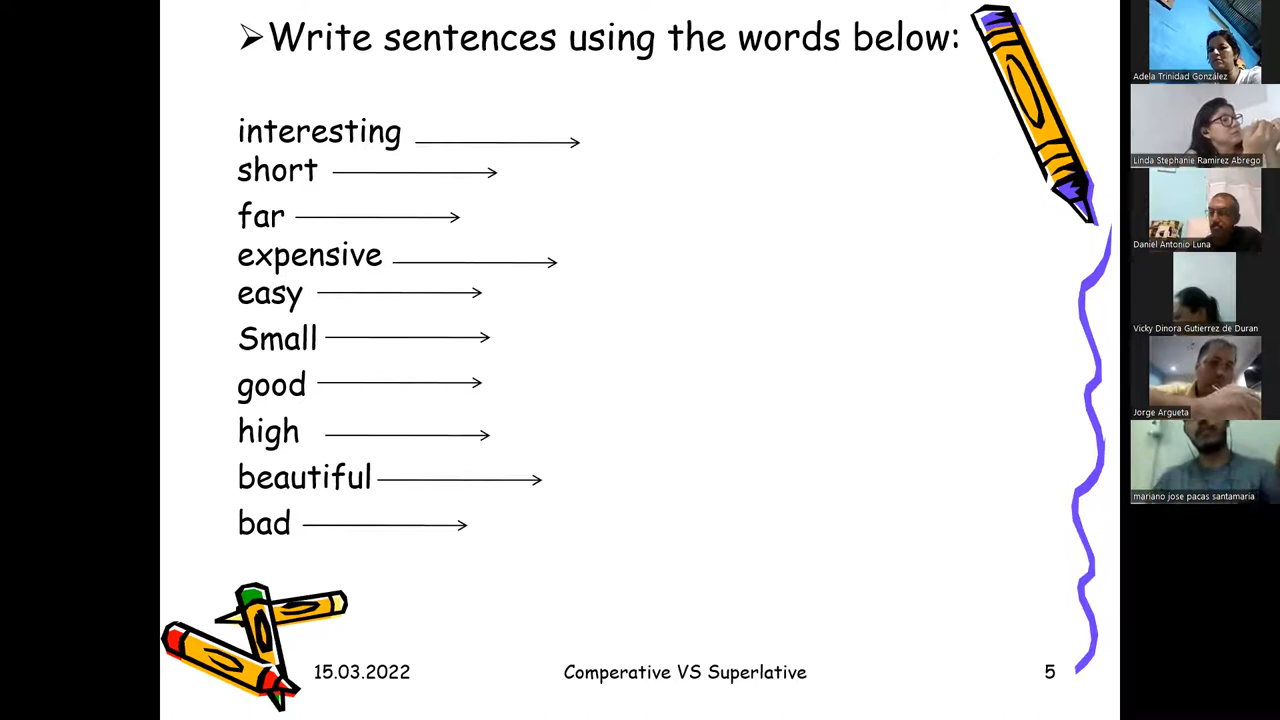 ➢Write sentences using the words below:
interesting
short
far
expensive
easy
Small
good
high
beautiful
bad
15.03.2022
Comperative VS Superlative
5
Adela Trinidad González
Linda Stephanie Ramirez Abrego
Daniel Antonio Luna
Vicky Dinora Gutierrez de Duran
Jorge Argueta
mariano jose pacas santamaria